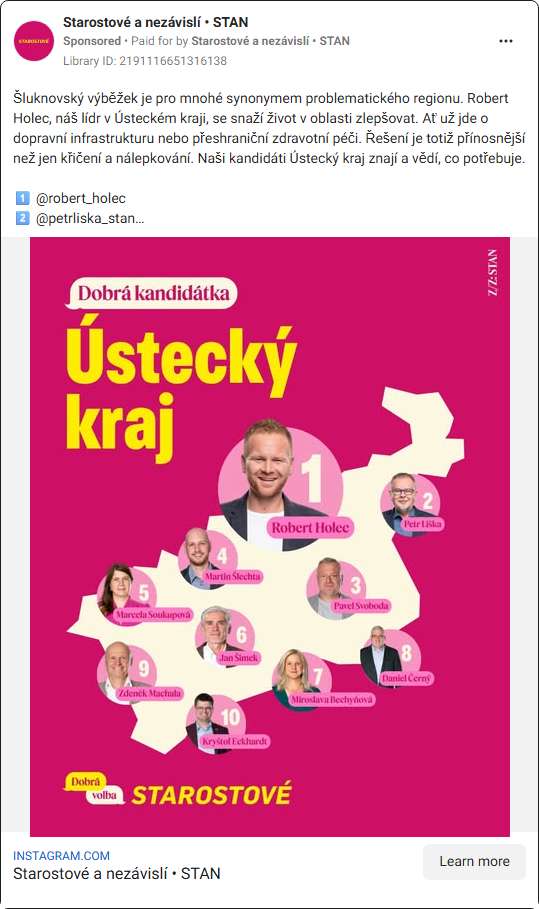 Starostové a nezávislí • STAN
Sponsored • Paid for by Starostové a nezávislí • STAN
Library ID: 2191116651316138
STAROSTOVÉ
Šluknovský výběžek je pro mnohé synonymem problematického regionu. Robert
Holec, náš lídr v Ústeckém kraji, se snaží život v oblasti zlepšovat. Ať už jde o
dopravní infrastrukturu nebo přeshraniční zdravotní péči. Řešení je totiž přínosnější
než jen křičení a nálepkování. Naši kandidáti Ústecký kraj znají a vědí, co potřebuje.
1 @robert_holec
2 @petrliska_stan...
Z/Z: STAN
Dobrá kandidátka
Ústecký
kraj
1
Robert Holec
2
Petr Liška
4
Martin Šlechta
3
Pavel Svoboda
5
Marcela Soukupová
6
Jan Šimek
8
Daniel Černý
9
Zdeněk Machala
7
Miroslava Bechyňová
10
Kryštof Eckhardt
Dobrá
volba
STAROSTOVÉ
INSTAGRAM.COM
Starostové a nezávislí • STAN
Learn more